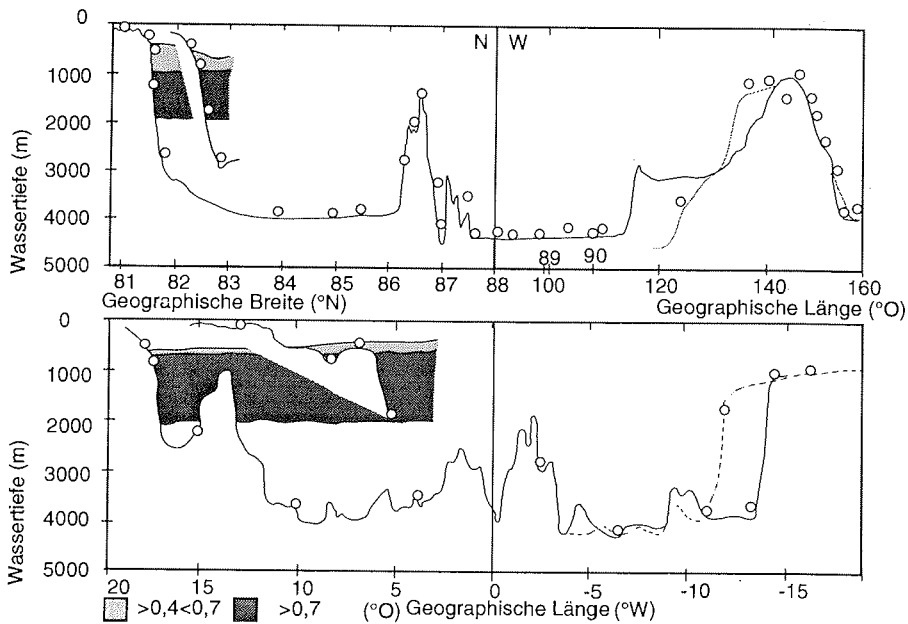 0
1000
2000
3000
4000
5000
Wassertiefe (m)
N W
89 90
81 82 83 84 85 86 87 88 100 120 140 160
Geographische Breite (°N) Geographische Länge (°O)
0
1000
2000
3000
4000
5000
Wassertiefe (m)
20 15 10 5 0 -5 -10 -15
>0,4<0,7 >0,7 (°O) Geographische Länge (°W)